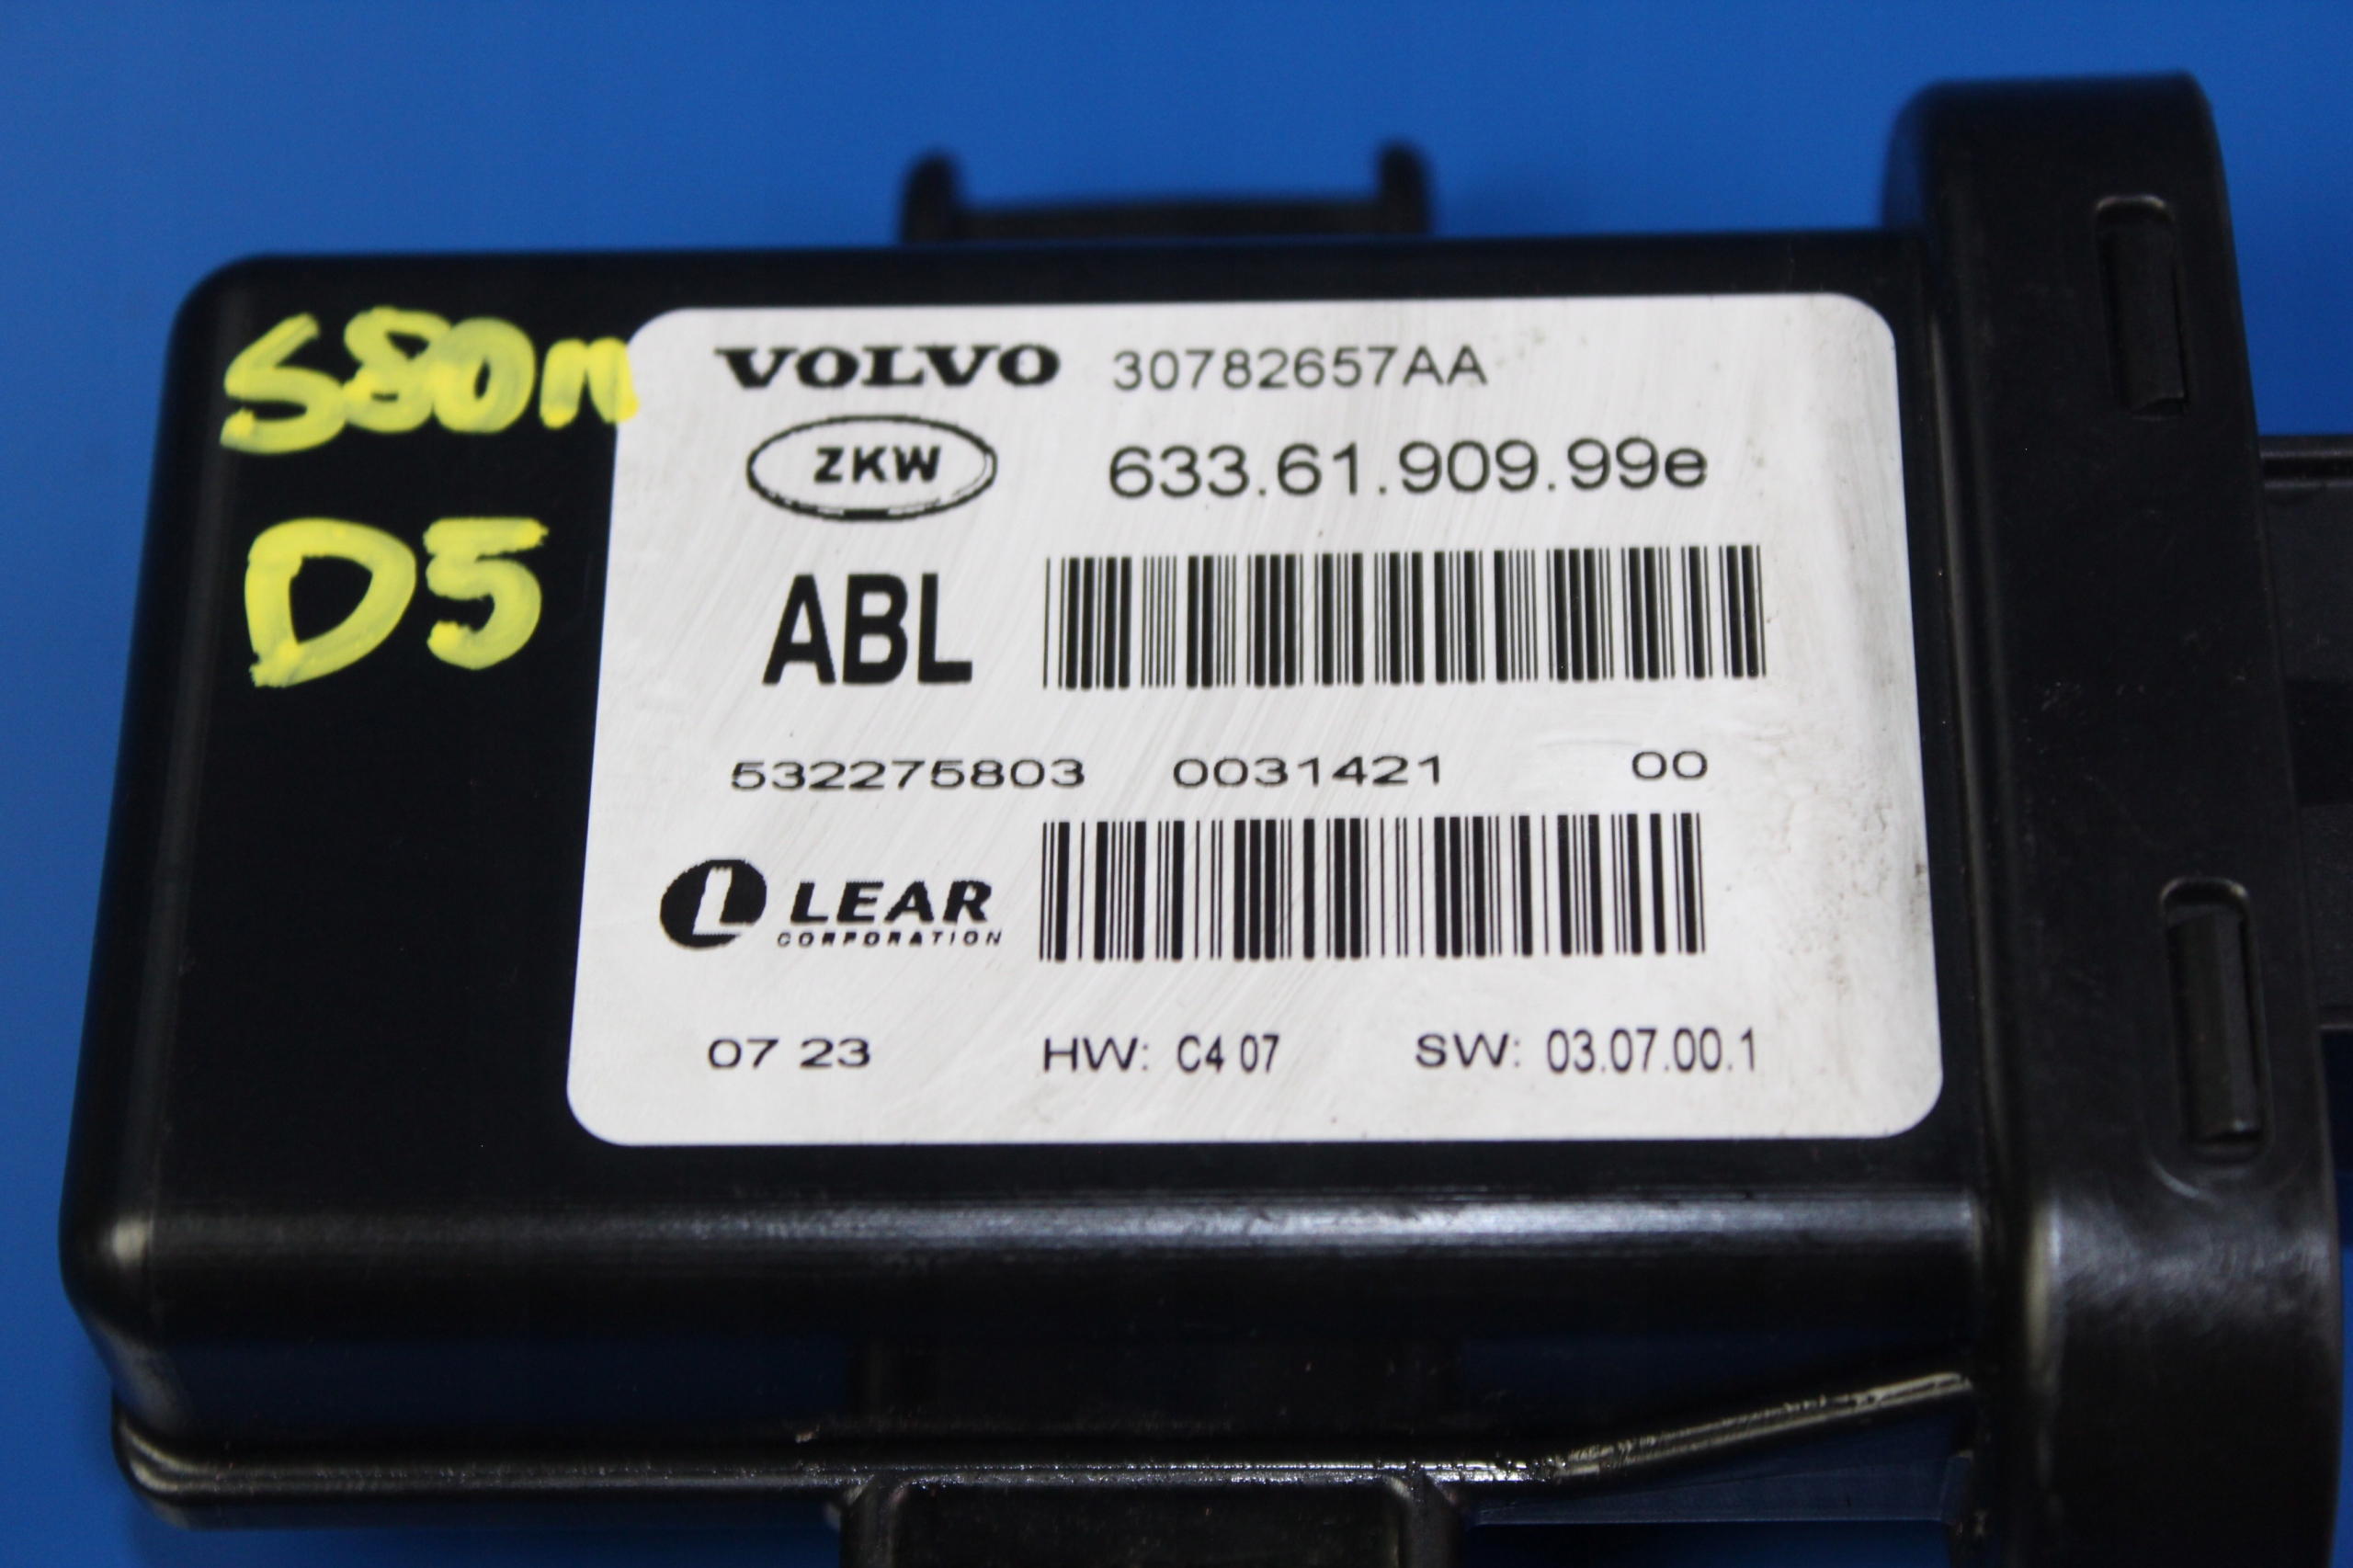 S80n
D5
VOLVO 30782657AA
ZKW 633.61.909.99e
ABL
532275803 0031421 00
L LEAR
CORPORATION
07 23 HW: C4 07 SW: 03.07.00.1